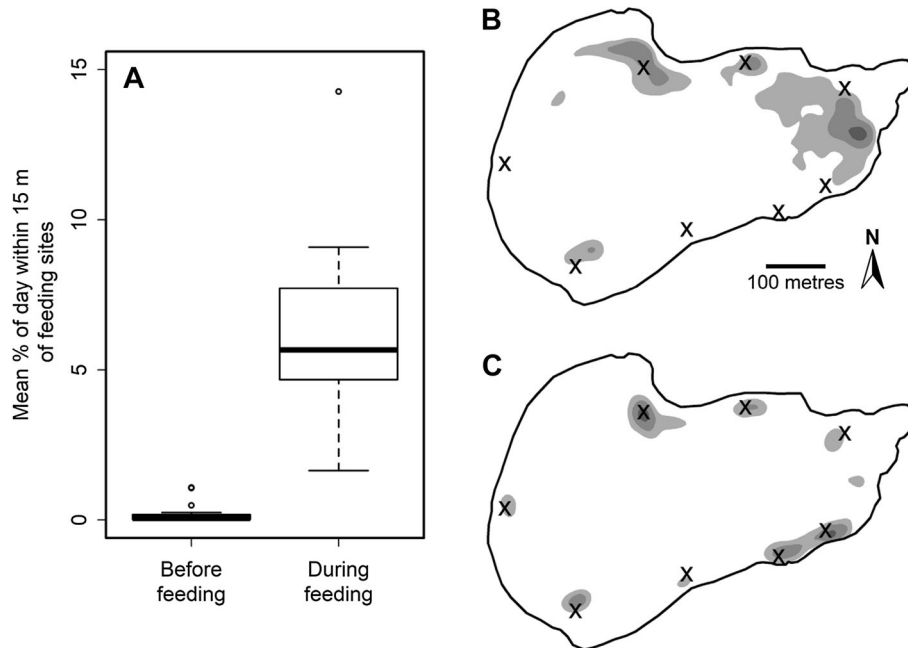 A
Mean % of day within 15 m
of feeding sites
15
10
5
0
Before
feeding
During
feeding
B
X
X
X
X
X
X
X
X
N
100 metres
C
X
X
X
X
X
X
X
X